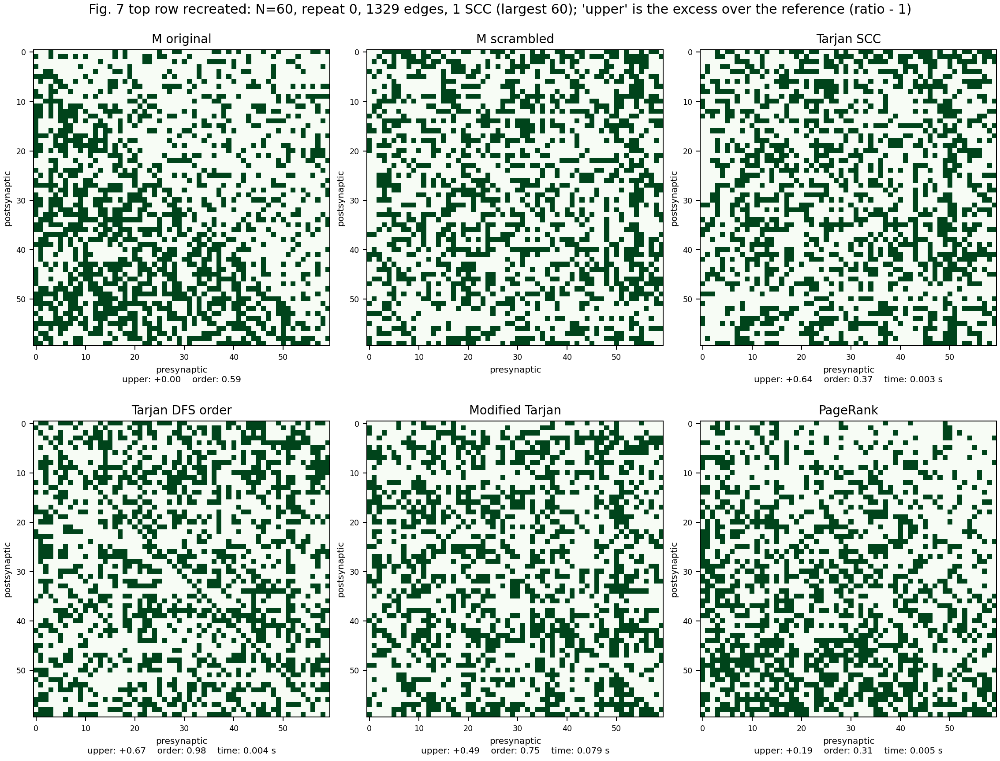 Fig. 7 top row recreated: N=60, repeat 0, 1329 edges, 1 SCC (largest 60); 'upper' is the excess over the reference (ratio - 1)
M original
0
10
20
30
40
50
postsynaptic
0 10 20 30 40 50
presynaptic
upper: +0.00 order: 0.59
M scrambled
0
10
20
30
40
50
postsynaptic
0 10 20 30 40 50
presynaptic
Tarjan SCC
0
10
20
30
40
50
postsynaptic
0 10 20 30 40 50
presynaptic
upper: +0.64 order: 0.37 time: 0.003 s
Tarjan DFS order
0
10
20
30
40
50
postsynaptic
0 10 20 30 40 50
presynaptic
upper: +0.67 order: 0.98 time: 0.004 s
Modified Tarjan
0
10
20
30
40
50
postsynaptic
0 10 20 30 40 50
presynaptic
upper: +0.49 order: 0.75 time: 0.079 s
PageRank
0
10
20
30
40
50
postsynaptic
0 10 20 30 40 50
presynaptic
upper: +0.19 order: 0.31 time: 0.005 s